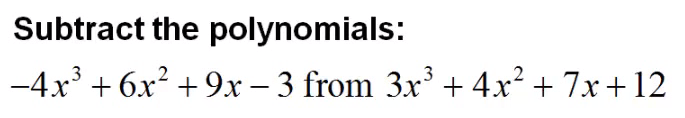 Subtract the polynomials:
−4x³ + 6x² + 9x − 3 from 3x³ + 4x² + 7x + 12